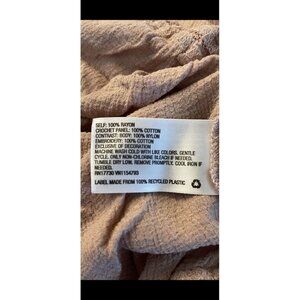 SELF: 100% RAYON
CROCHET PANEL: 100% COTTON
CONTRAST: BODY: 100% NYLON
EMBROIDERY: 100% COTTON
EXCLUSIVE OF DECORATION
MACHINE WASH COLD WITH LIKE COLORS. GENTLE
CYCLE. ONLY NON-CHLORINE BLEACH IF NEEDED.
TUMBLE DRY LOW. REMOVE PROMPTLY. COOL IRON IF
NEEDED.
RN17730 VN1154793
LABEL MADE FROM 100% RECYCLED PLASTIC